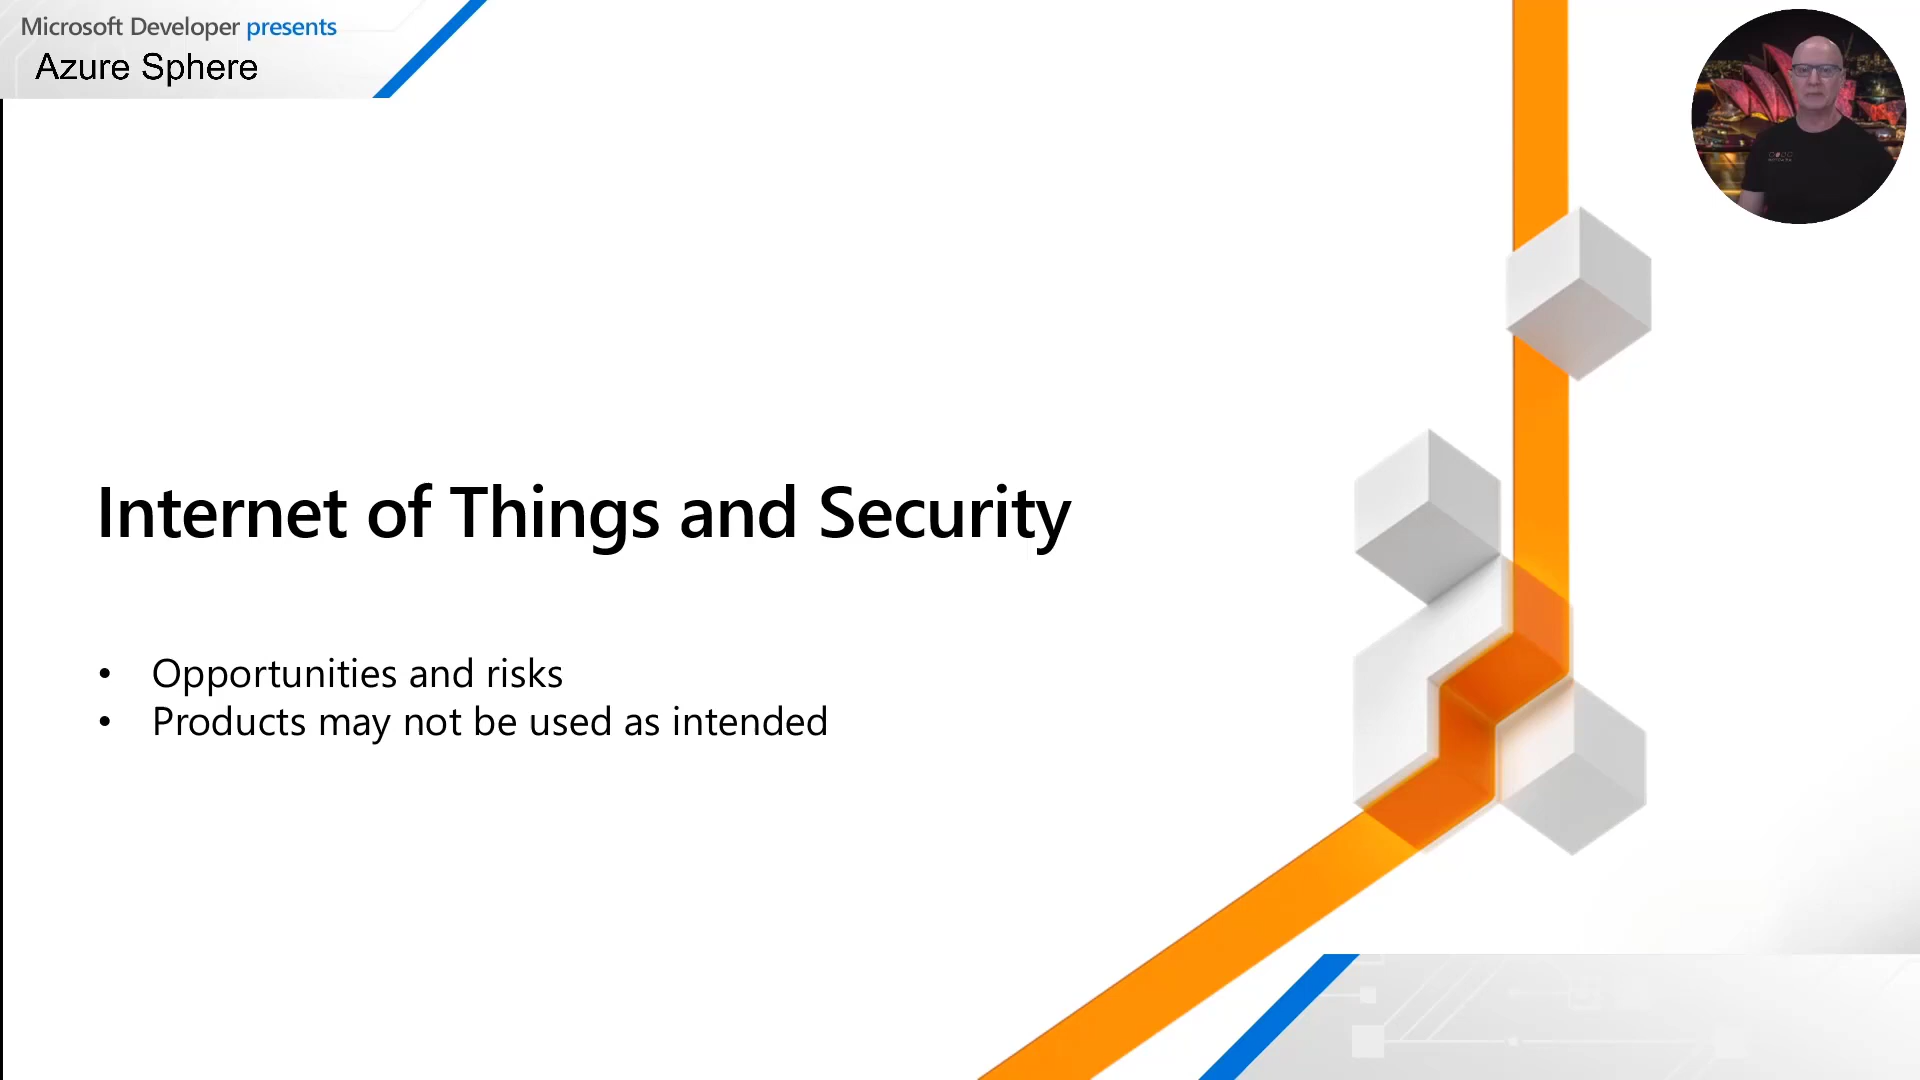 Microsoft Developer presents
Azure Sphere
Internet of Things and Security
• Opportunities and risks
• Products may not be used as intended